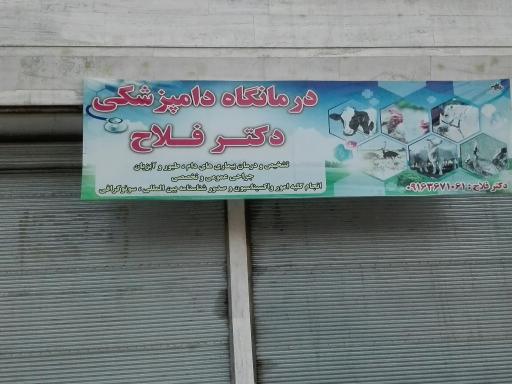 درمانگاه دامپزشکی
دکتر فلاح
تشخیص و درمان بیماری های دام ، طیور و آبزیان
جراحی عمومی و تخصصی
انجام کلیه امور واکسیناسیون و صدور شناسنامه بین المللی ، سونوگرافی
دکتر فلاح : ۰۹۱۶۳۶۷۱۰۶۱